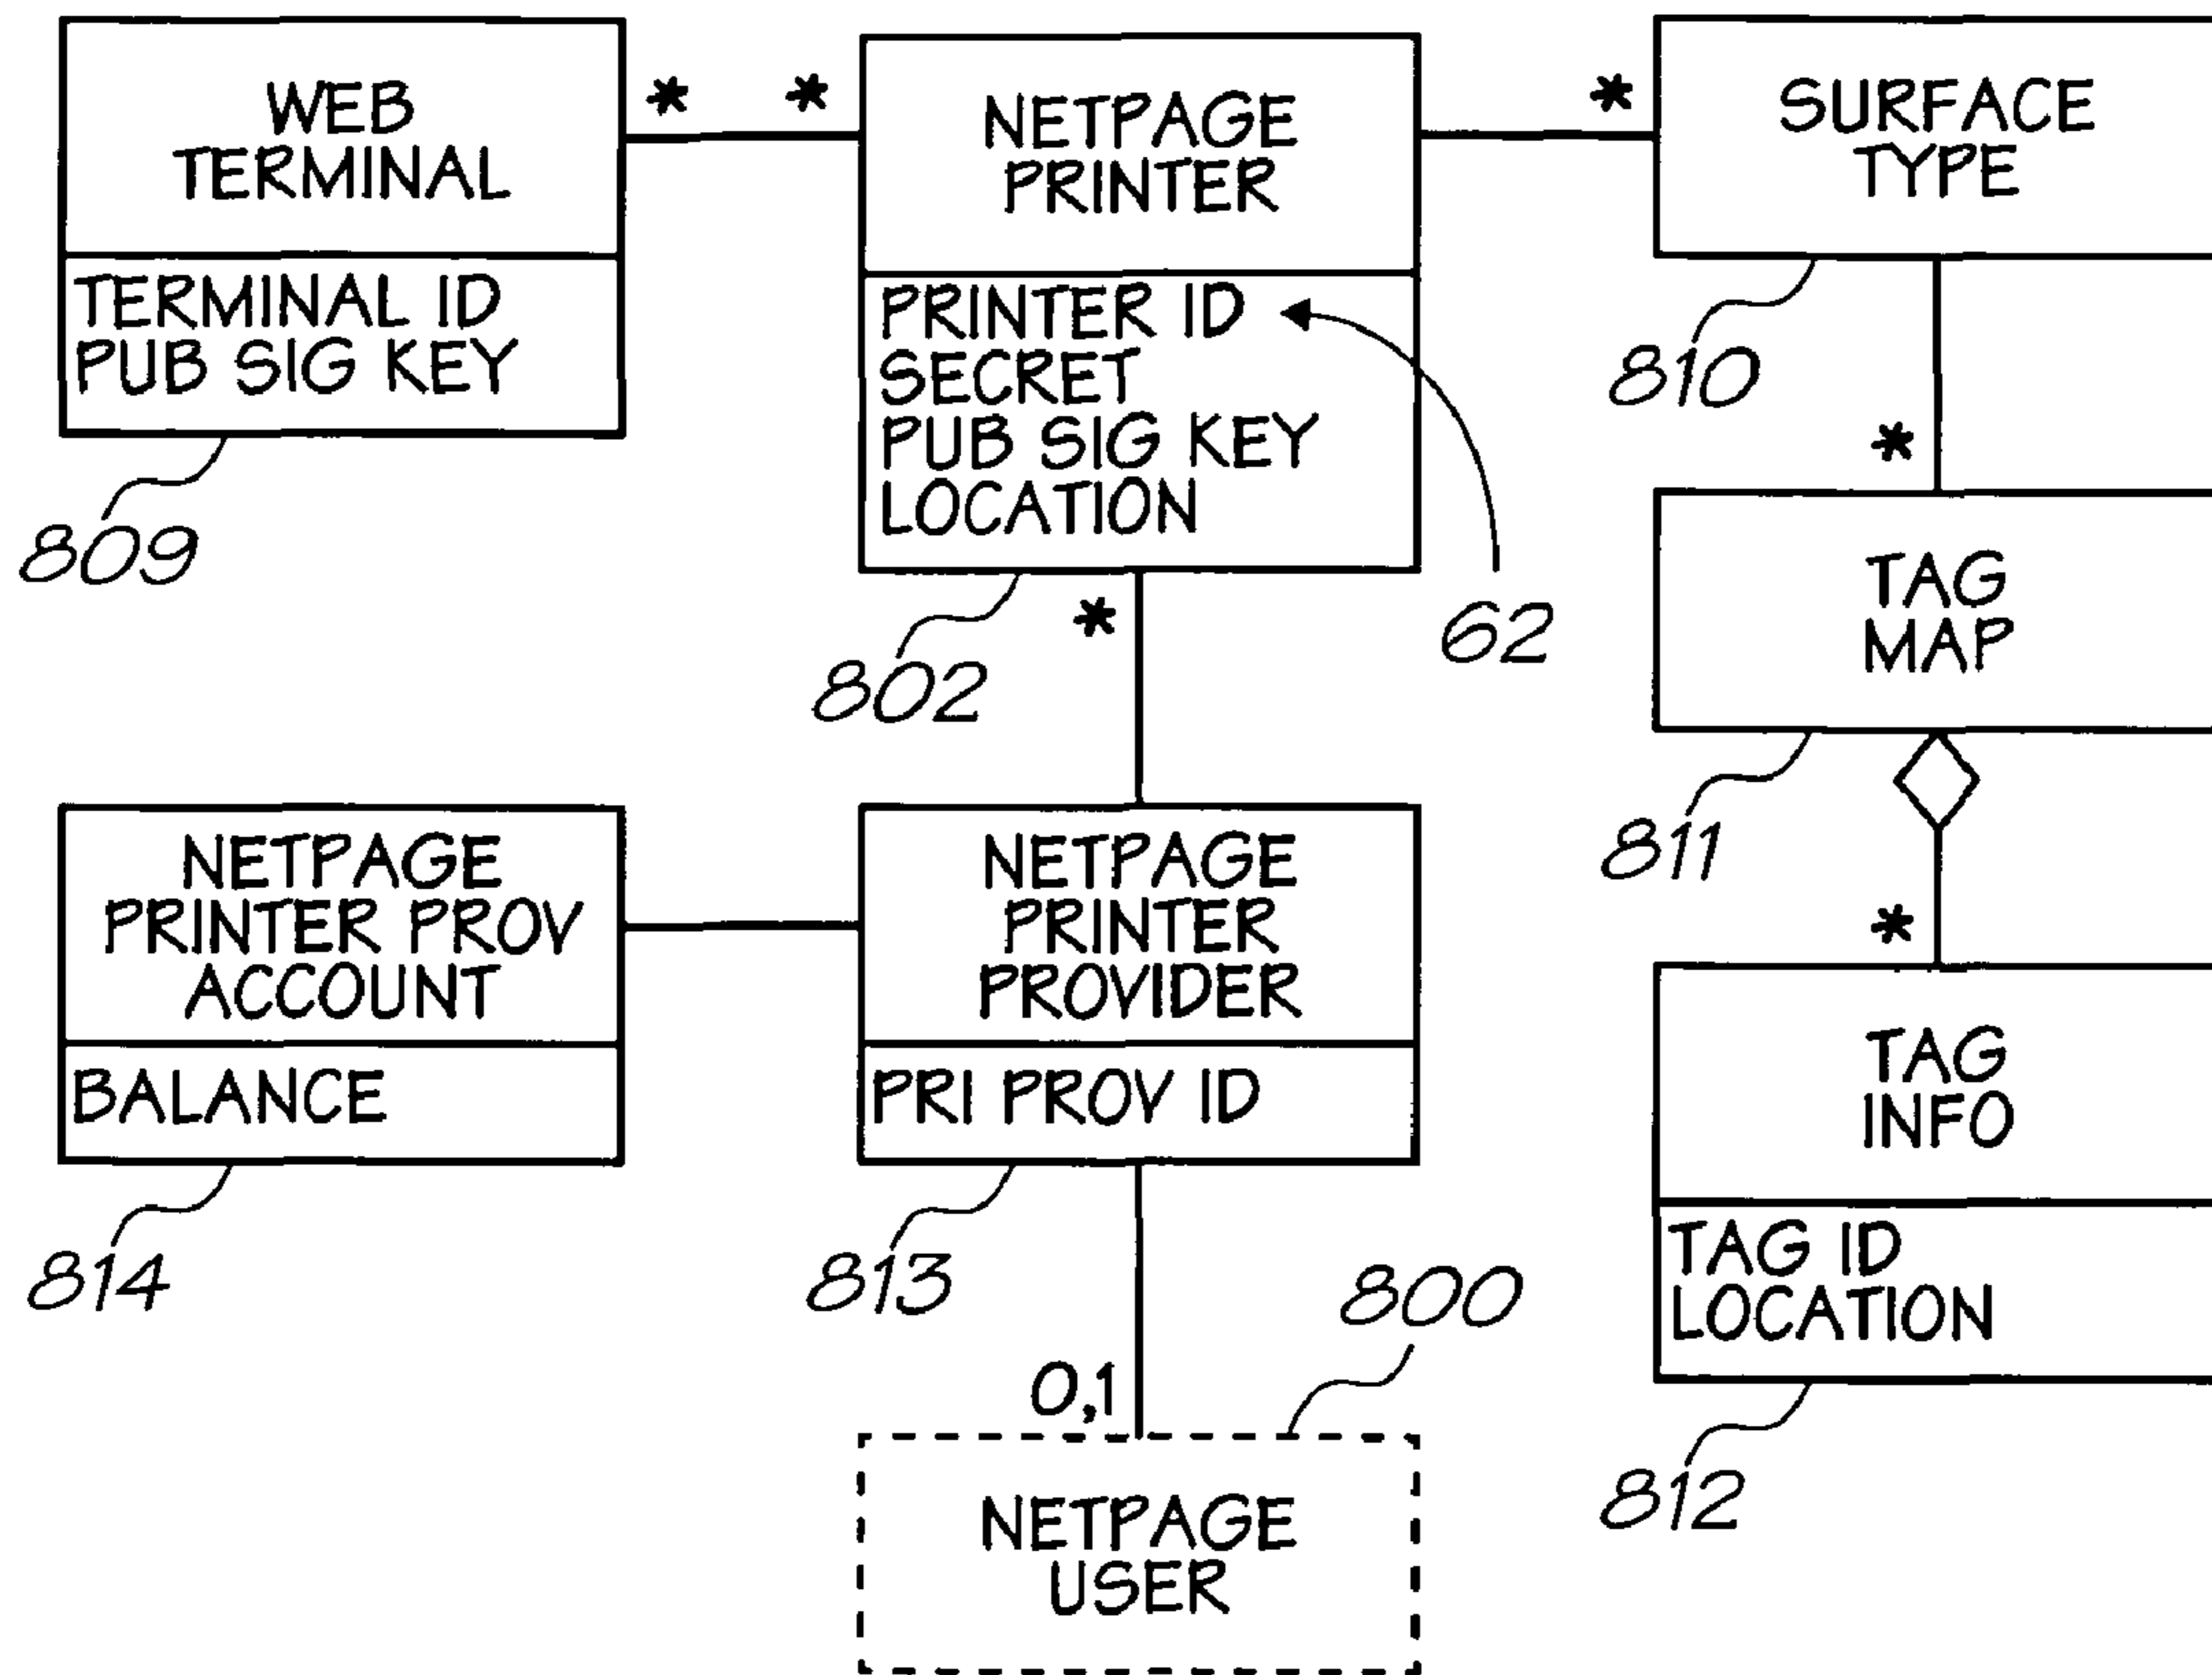 WEB
TERMINAL
TERMINAL ID
PUB SIG KEY
809
*
*
NETPAGE
PRINTER
PRINTER ID
SECRET
PUB SIG KEY
LOCATION
62
802
*
*
SURFACE
TYPE
810
*
TAG
MAP
811
*
TAG
INFO
TAG ID
LOCATION
812
NETPAGE
PRINTER PROV
ACCOUNT
BALANCE
814
NETPAGE
PRINTER
PROVIDER
PRI PROV ID
813
0,1
800
NETPAGE
USER